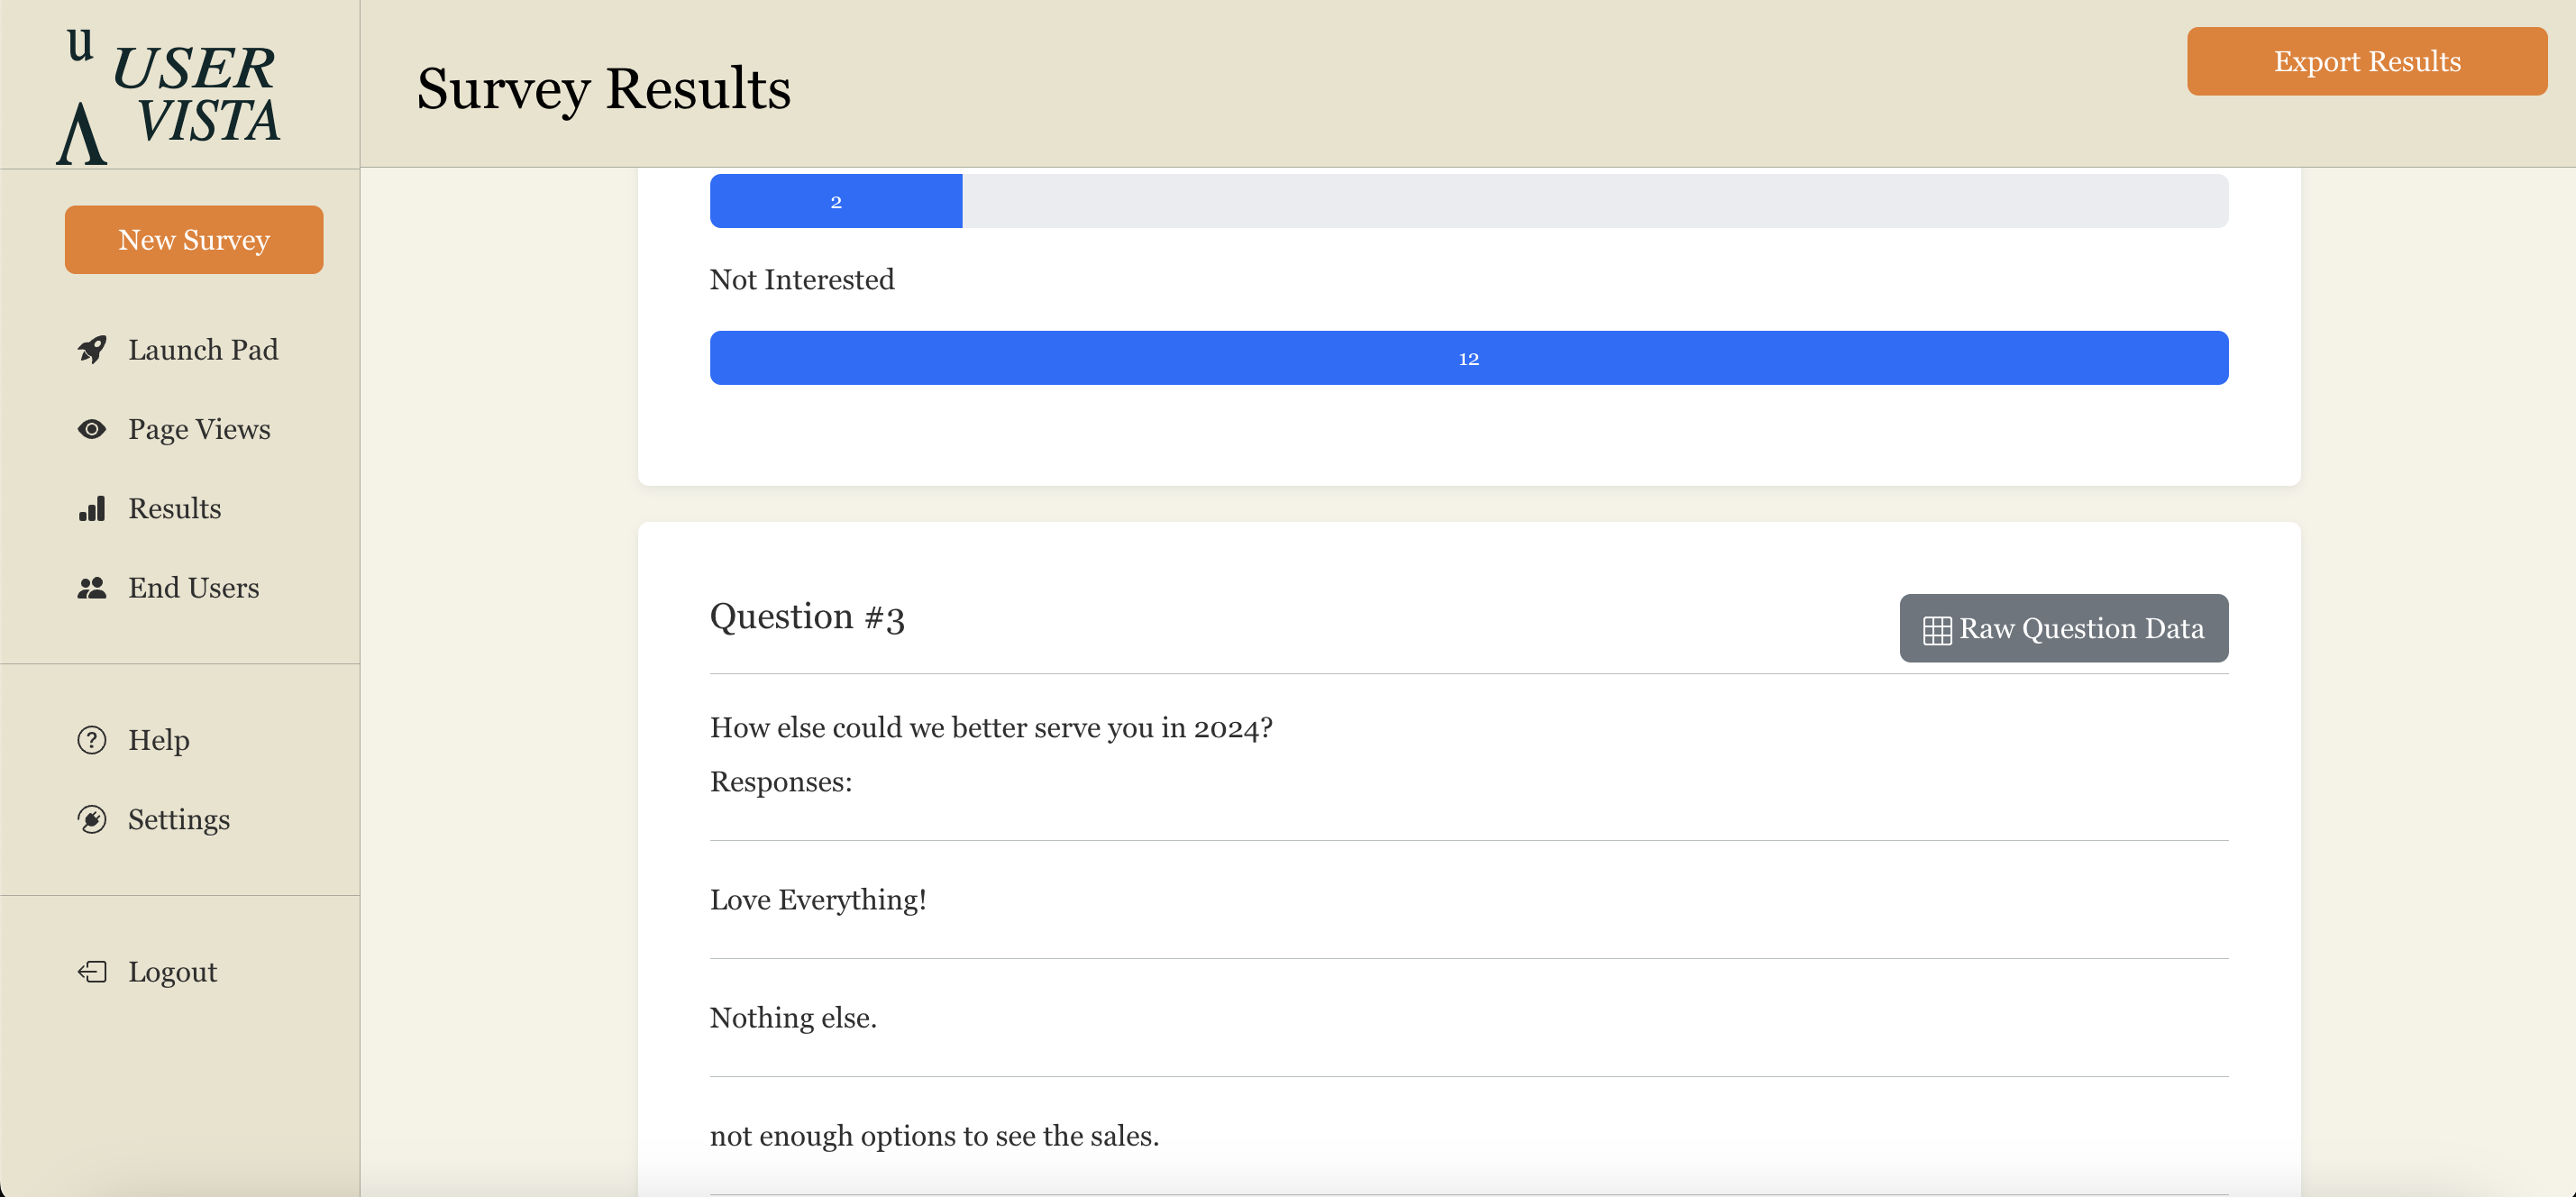 u
USER
VISTA
Λ
Survey Results
Export Results
New Survey
Launch Pad
Page Views
Results
End Users
Help
Settings
Logout
2
Not Interested
12
Question #3
Raw Question Data
How else could we better serve you in 2024?
Responses:
Love Everything!
Nothing else.
not enough options to see the sales.